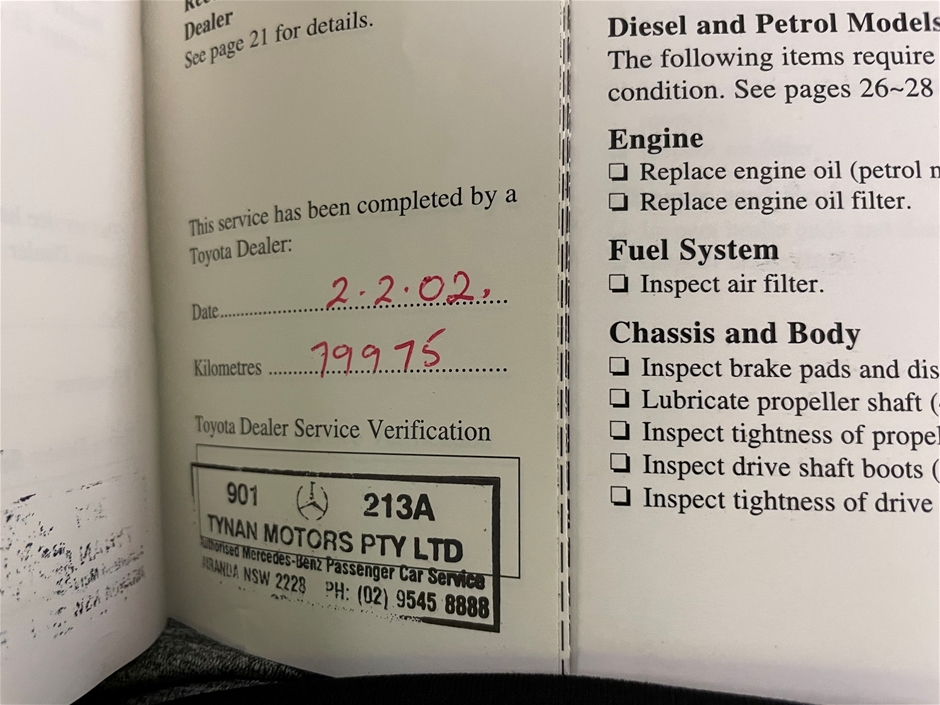 Dealer
See page 21 for details.
This service has been completed by a
Toyota Dealer:
Date 2.2.02.
Kilometres 79975
Toyota Dealer Service Verification
901 213A
TYNAN MOTORS PTY LTD
Authorised Mercedes-Benz Passenger Car Service
MIRANDA NSW 2228 PH: (02) 9545 8888
Diesel and Petrol Models
The following items require
condition. See pages 26~28
Engine
❏ Replace engine oil (petrol
❏ Replace engine oil filter.
Fuel System
❏ Inspect air filter.
Chassis and Body
❏ Inspect brake pads and
❏ Lubricate propeller shaft (
❏ Inspect tightness of
❏ Inspect drive shaft boots (
❏ Inspect tightness of drive